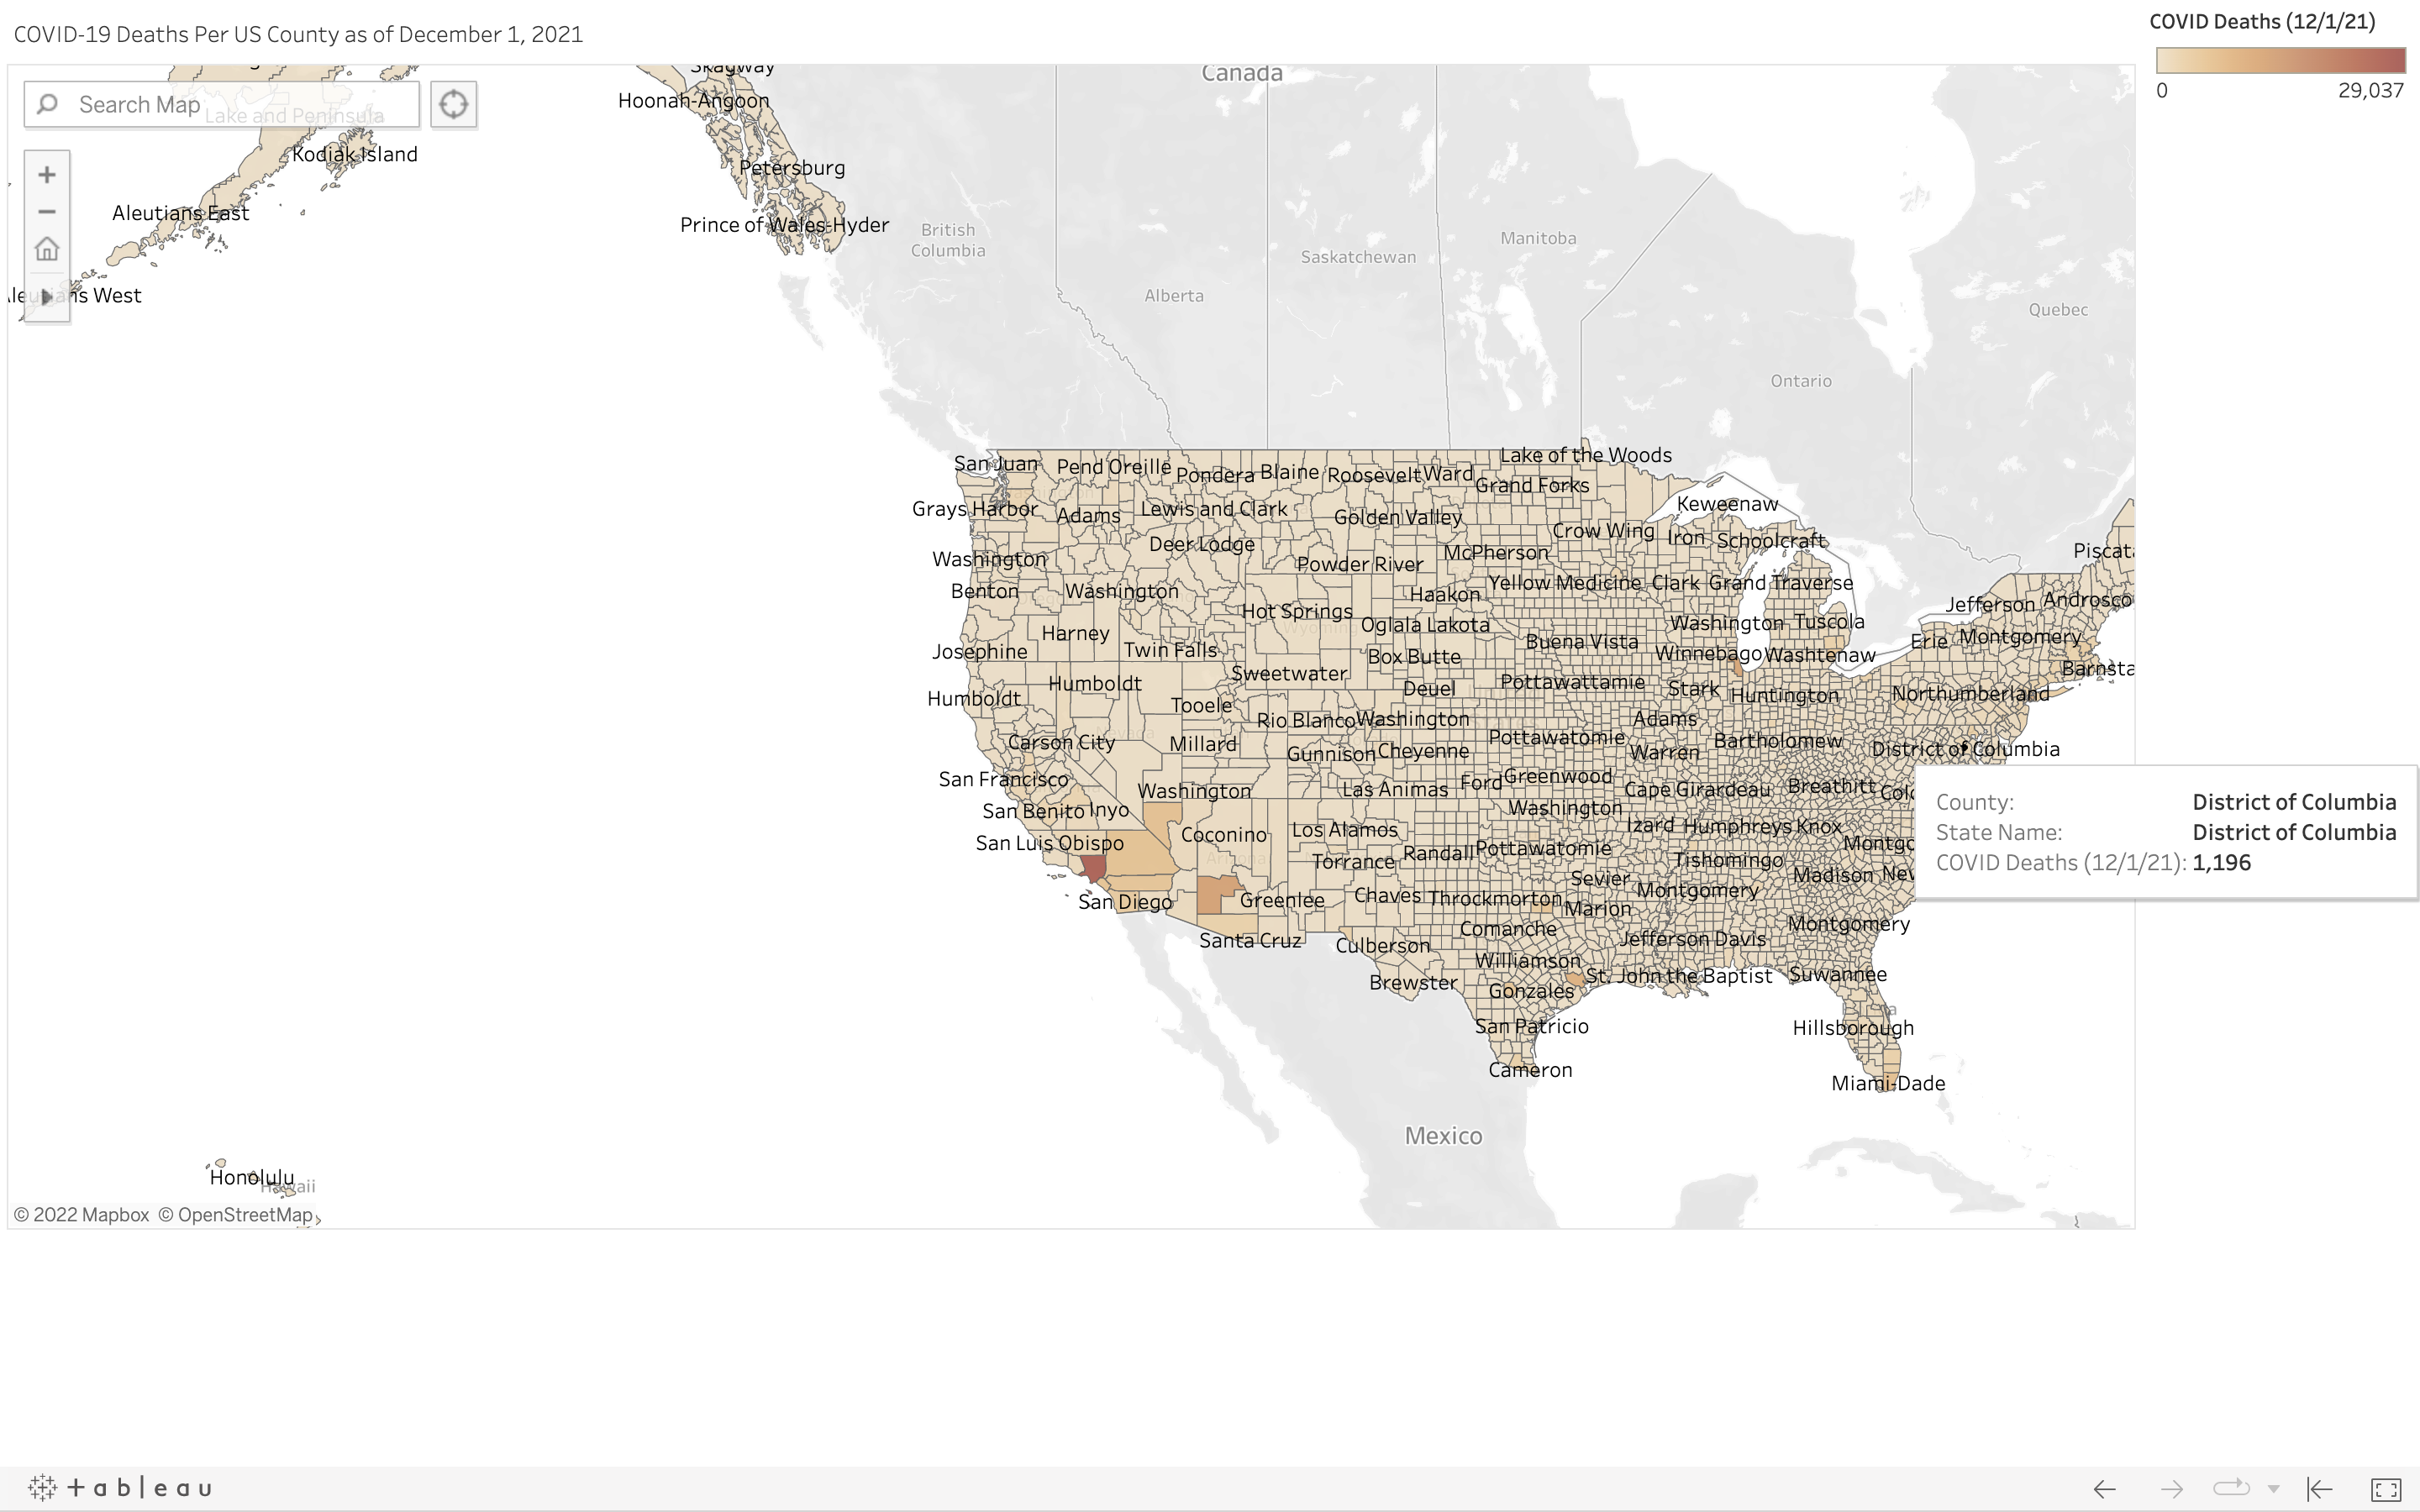 COVID-19 Deaths Per US County as of December 1, 2021
COVID Deaths (12/1/21)
0 29,037
Search Map
Lake and Peninsula
Skagway
Canada
Hoonah-Angoon
Kodiak Island
Petersburg
Aleutians East
Prince of Wales-Hyder
British
Columbia
Manitoba
Saskatchewan
Alberta
Quebec
Ontario
San Juan
Pend Oreille
Pondera
Blaine
Roosevelt
Ward
Lake of the Woods
Grand Forks
Keweenaw
Grays Harbor
Adams
Lewis and Clark
Golden Valley
Crow Wing
Iron
Schoolcraft
Deer Lodge
McPherson
Washington
Powder River
Yellow Medicine
Clark
Grand Traverse
Benton
Washington
Haakon
Hot Springs
Wyoming
Oglala Lakota
Washington
Tuscola
Jefferson
Harney
Twin Falls
Buena Vista
Erie
Montgomery
Josephine
Box Butte
Winnebago
Washtenaw
Sweetwater
Humboldt
Humboldt
Deuel
Pottawattamie
Stark
Huntington
Northumberland
Tooele
Rio Blanco
Washington
Adams
Carson City
Millard
Gunnison
Cheyenne
Pottawatomie
Warren
Bartholomew
District of Columbia
San Francisco
Washington
Las Animas
Ford
Greenwood
Cape Girardeau
Breathitt
San Benito
Inyo
Washington
San Luis Obispo
Coconino
Los Alamos
Izard
Humphreys
Knox
Torrance
Randall
Pottawatomie
Tishomingo
Madison
San Diego
Greenlee
Chaves
Throckmorton
Sevier
Montgomery
Marion
Santa Cruz
Culberson
Comanche
Jefferson Davis
Montgomery
Brewster
Williamson
St. John the Baptist
Suwannee
Gonzales
San Patricio
Hillsborough
Cameron
Miami-Dade
Mexico
County: District of Columbia
State Name: District of Columbia
COVID Deaths (12/1/21): 1,196
Honolulu
Hawaii
© 2022 Mapbox © OpenStreetMap
+ableau